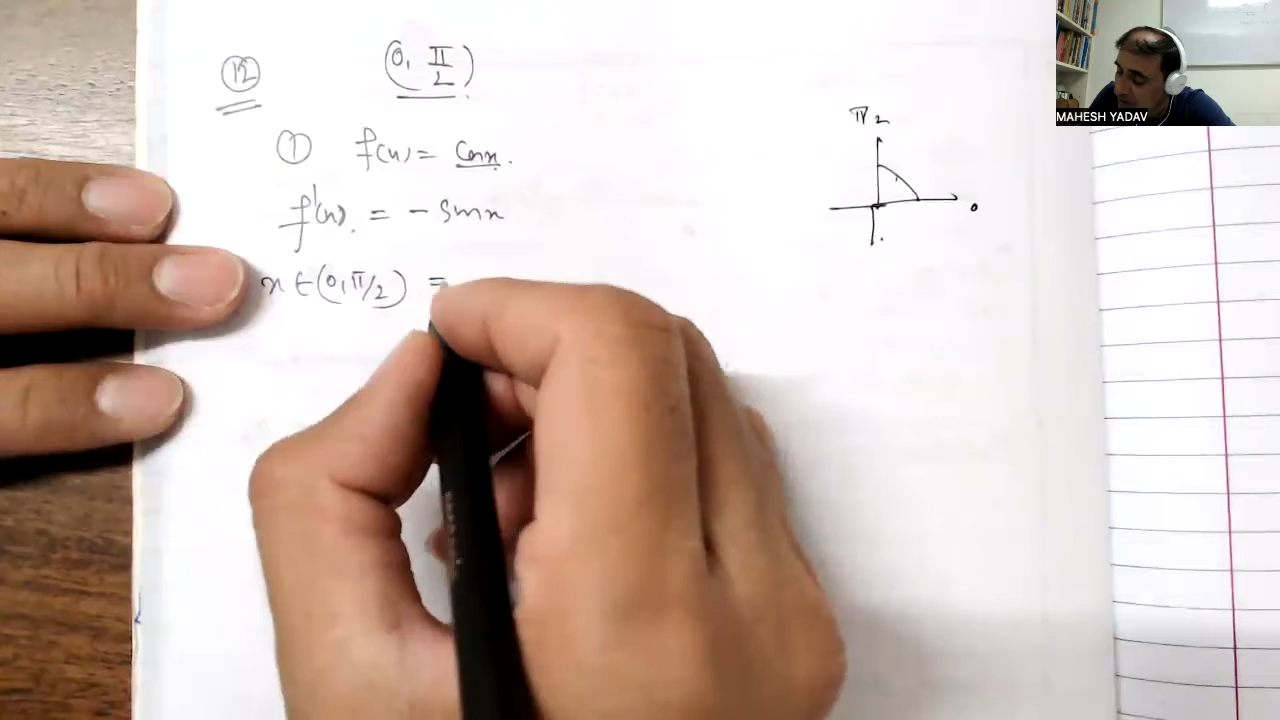 12
(0, π/2)
① f(x) = cosx.
f'(x). = - Sinx
x ∈ (0, π/2) =
π/2
0
MAHESH YADAV